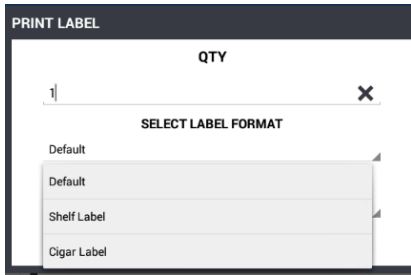 PRINT LABEL
QTY
1
SELECT LABEL FORMAT
Default
Default
Shelf Label
Cigar Label